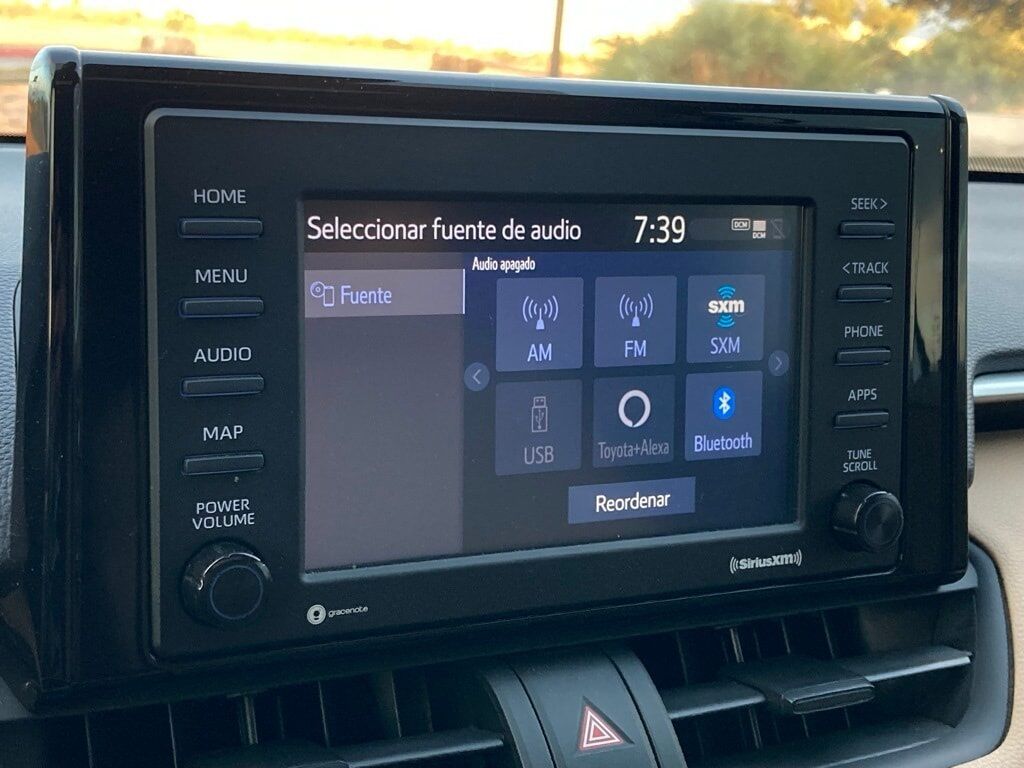 HOME
MENU
AUDIO
MAP
POWER
VOLUME
Seleccionar fuente de audio
7:39
DCM
DCM
Audio apagado
Fuente
AM
FM
sxm
SXM
USB
Toyota+Alexa
Bluetooth
Reordenar
SEEK >
< TRACK
PHONE
APPS
TUNE
SCROLL
gracenote
((SiriusXM))